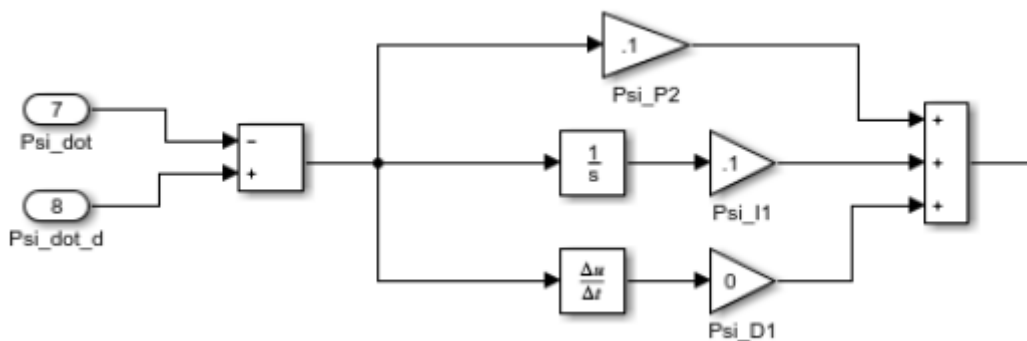 .1
Psi_P2
7
Psi_dot
−
+
8
Psi_dot_d
1
s
.1
Psi_I1
Δu
Δt
0
Psi_D1
+
+
+